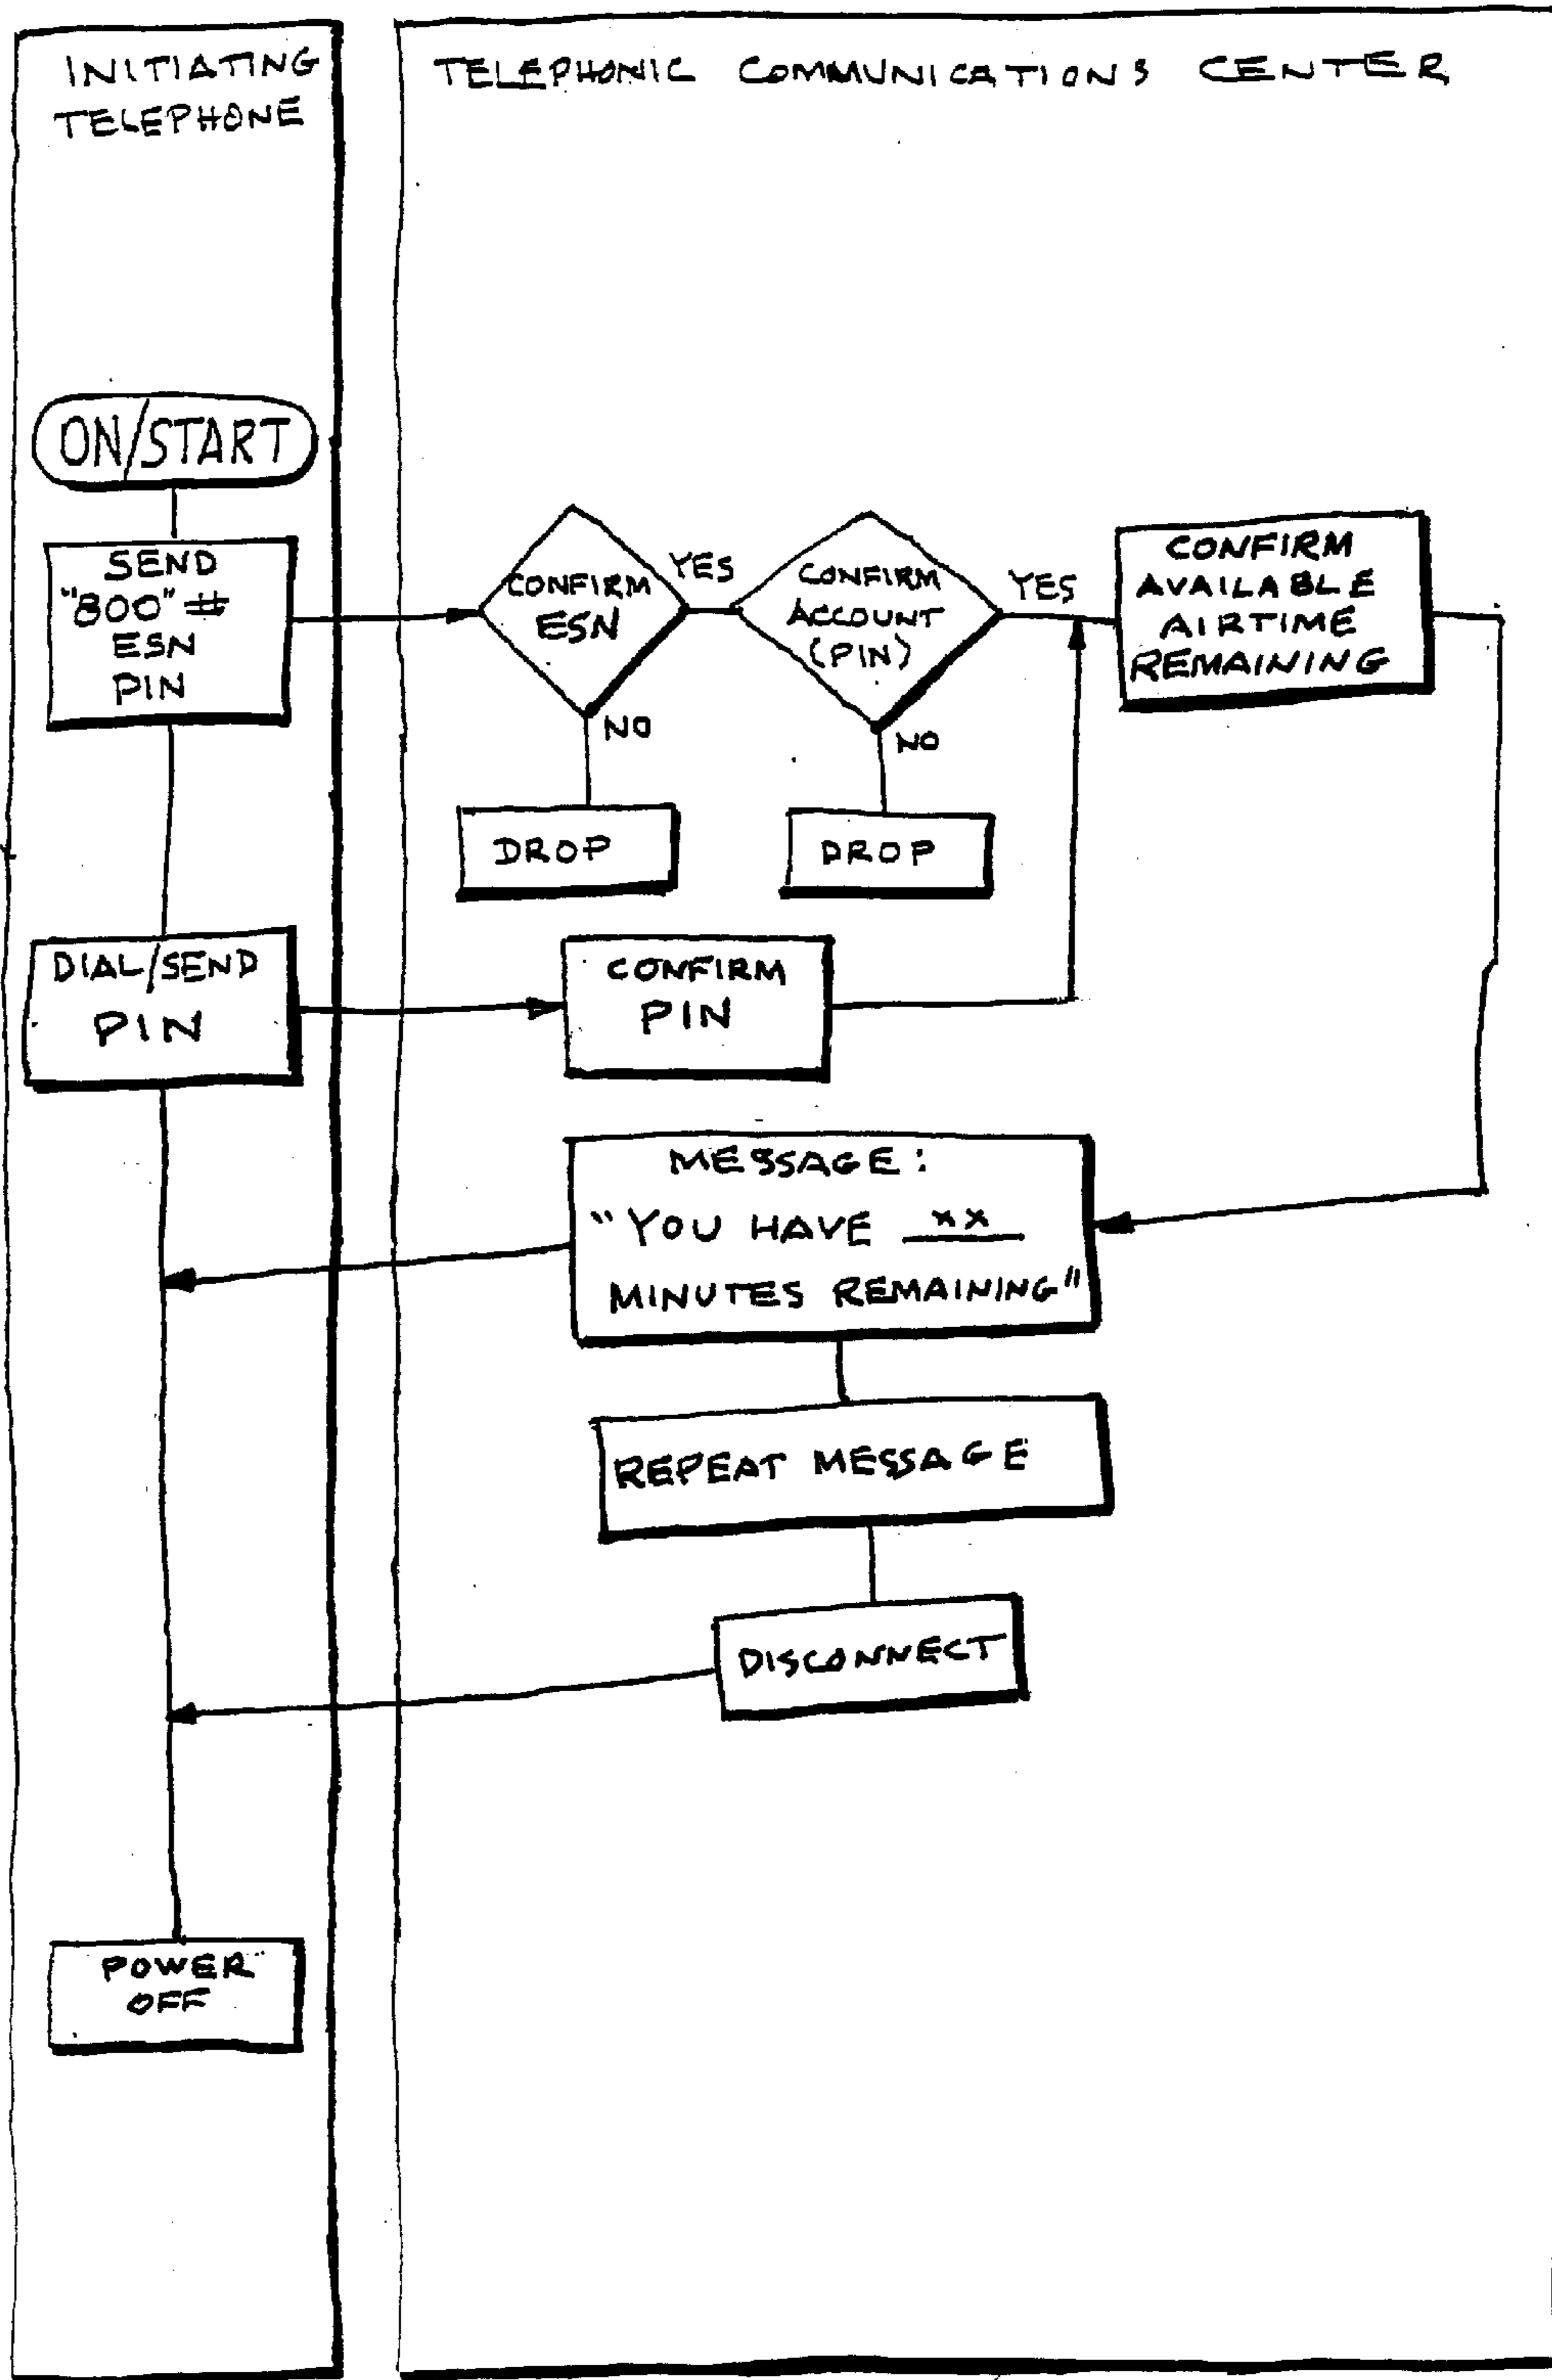 INITIATING
TELEPHONE
TELEPHONIC COMMUNICATIONS CENTER
ON/START
SEND
"800" #
ESN
PIN
CONFIRM
ESN
YES
NO
DROP
CONFIRM
ACCOUNT
(PIN)
YES
NO
DROP
CONFIRM
AVAILABLE
AIRTIME
REMAINING
DIAL/SEND
PIN
CONFIRM
PIN
MESSAGE:
"YOU HAVE xx
MINUTES REMAINING"
REPEAT MESSAGE
DISCONNECT
POWER
OFF